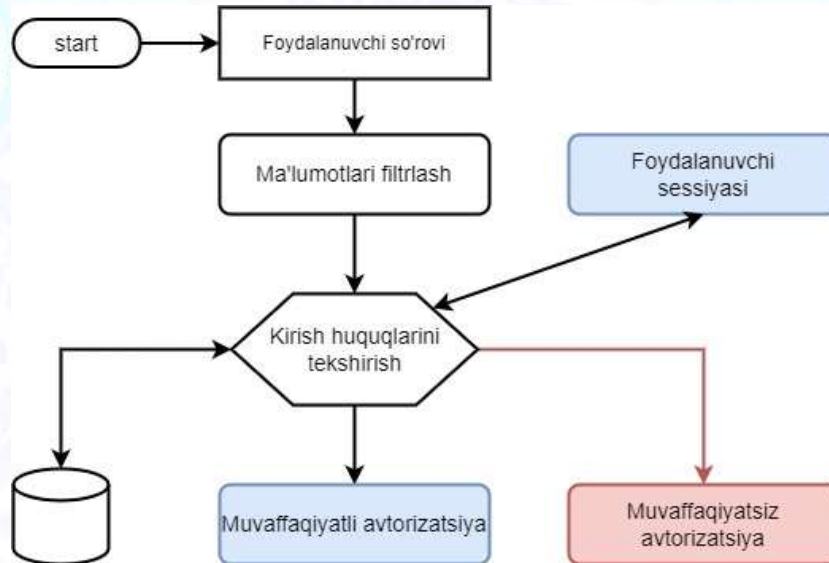 start
Foydalanuvchi so'rovi
Ma'lumotlari filtrlash
Foydalanuvchi
sessiyasi
Kirish huquqlarini
tekshirish
Muvaffaqiyatli avtorizatsiya
Muvaffaqiyatsiz
avtorizatsiya